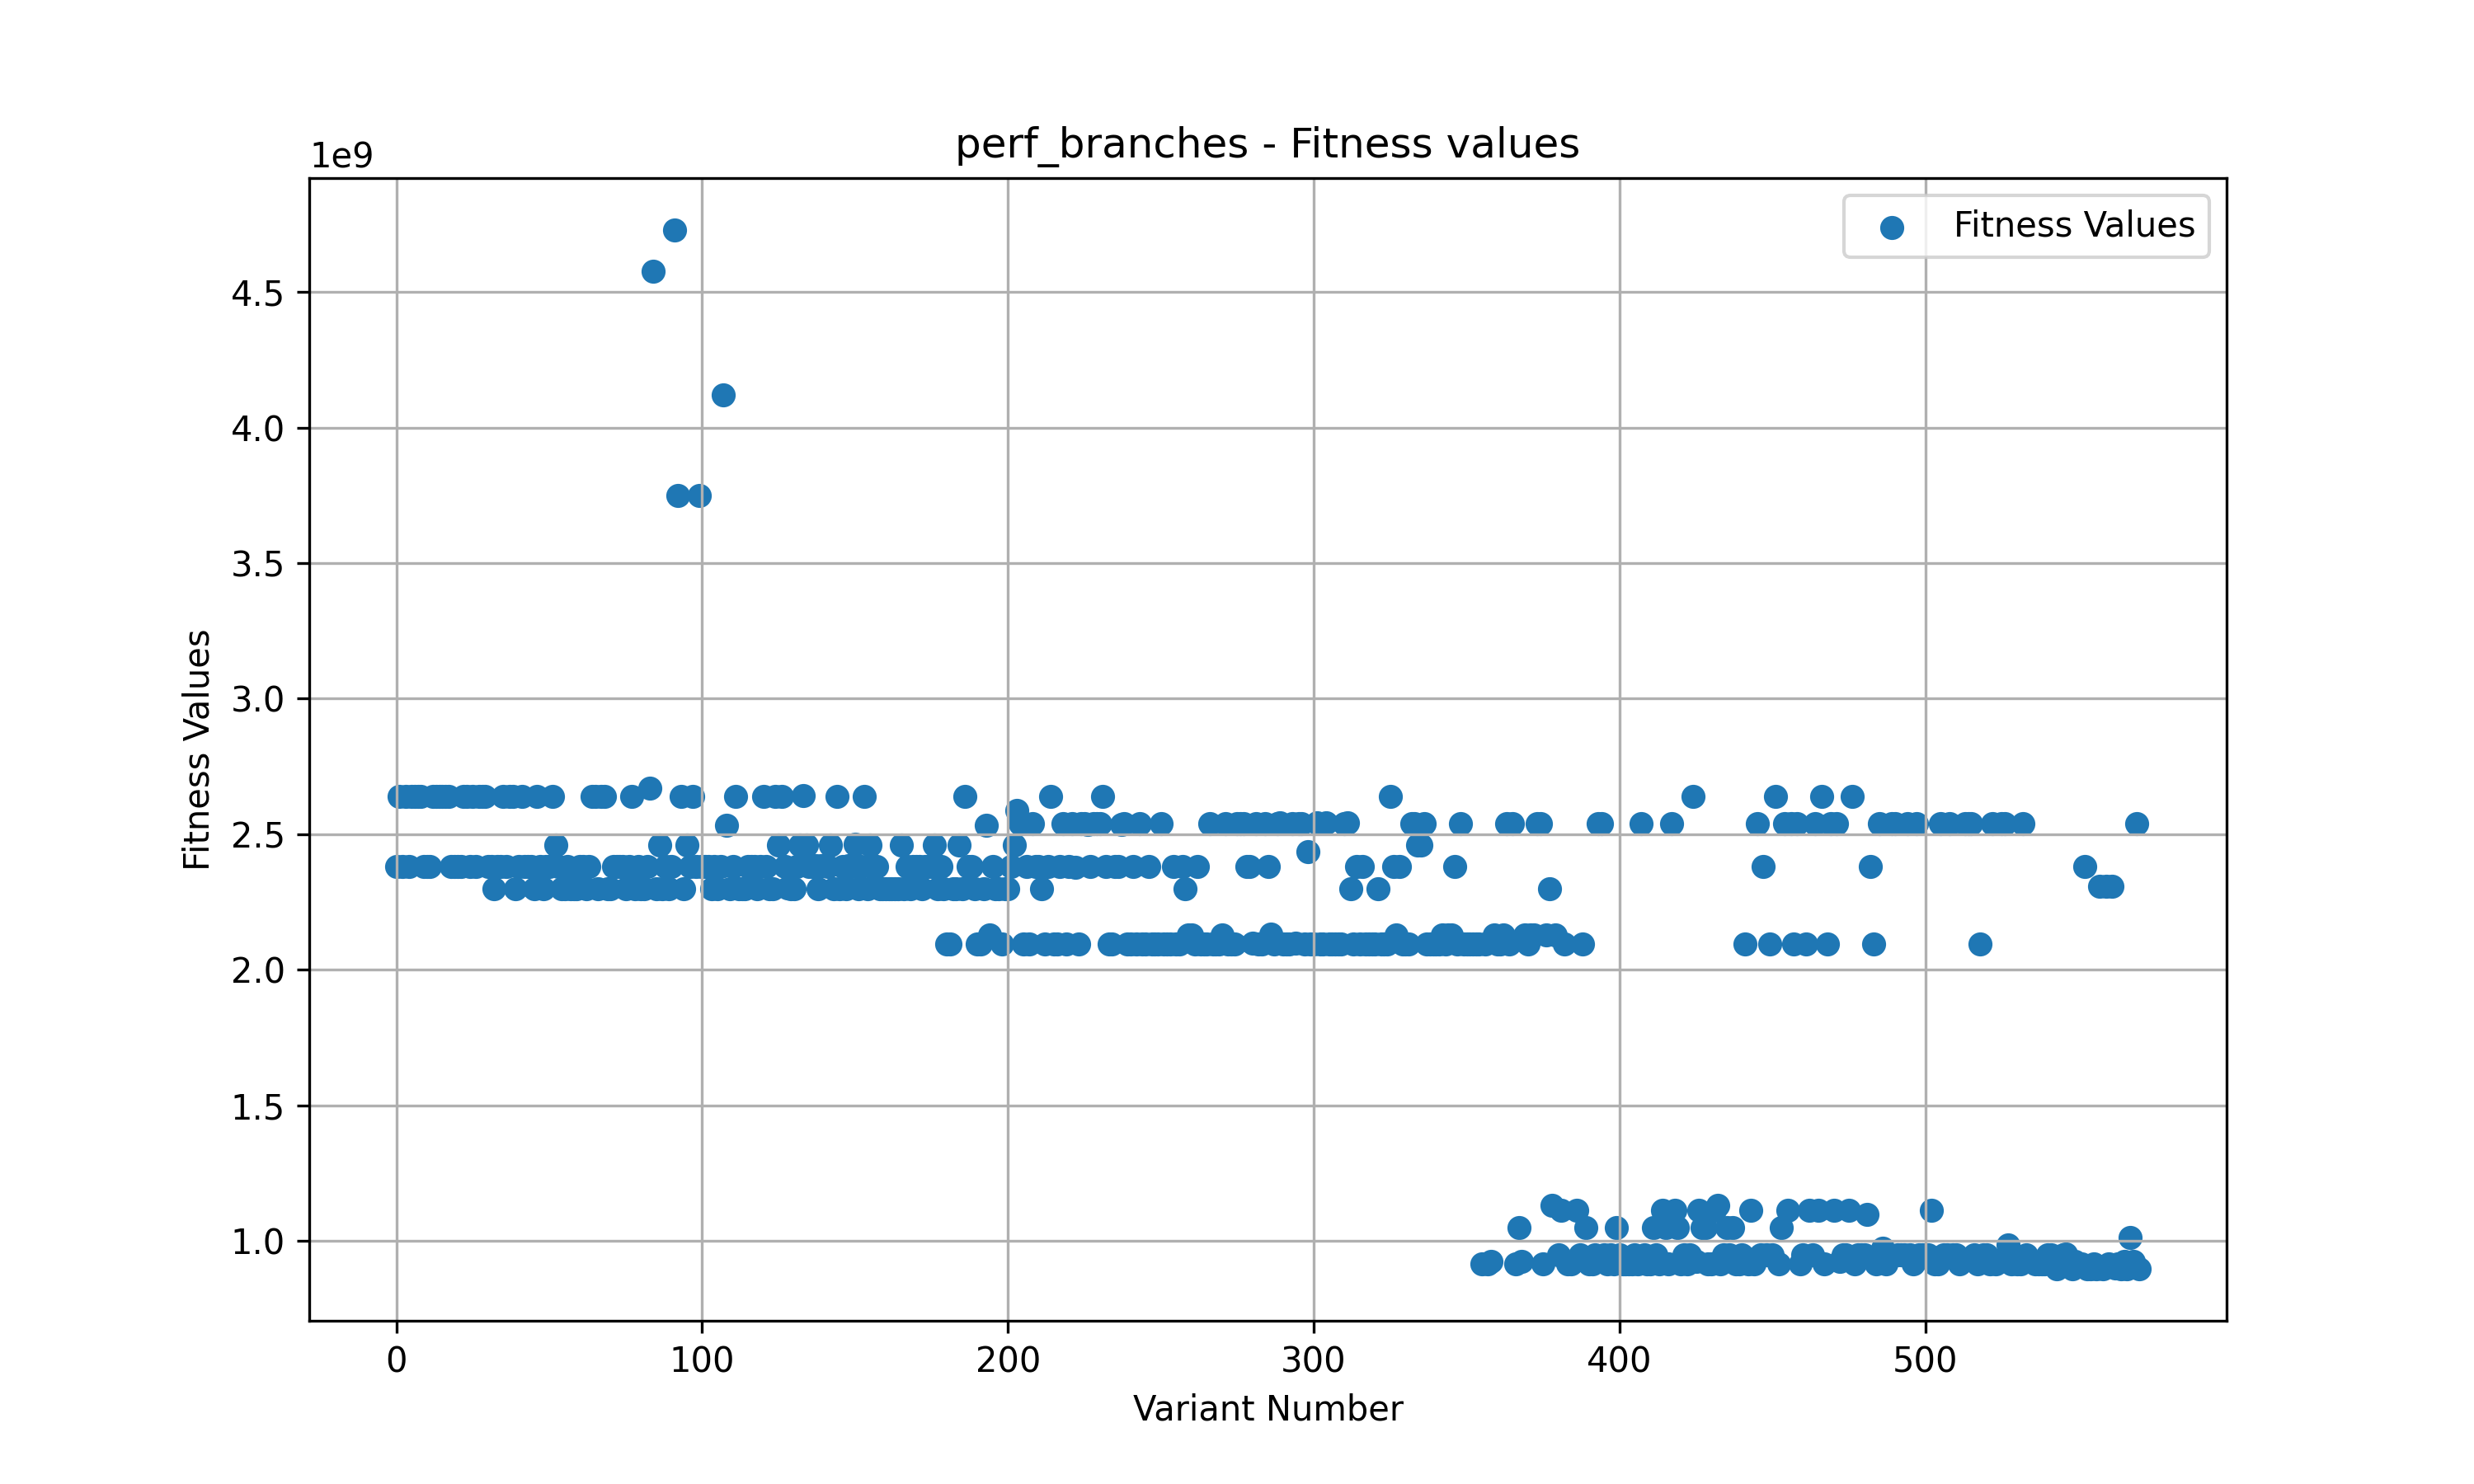 perf_branches - Fitness values
1e9
Fitness Values
4.5
4.0
3.5
3.0
2.5
2.0
1.5
1.0
Fitness Values
0 100 200 300 400 500
Variant Number